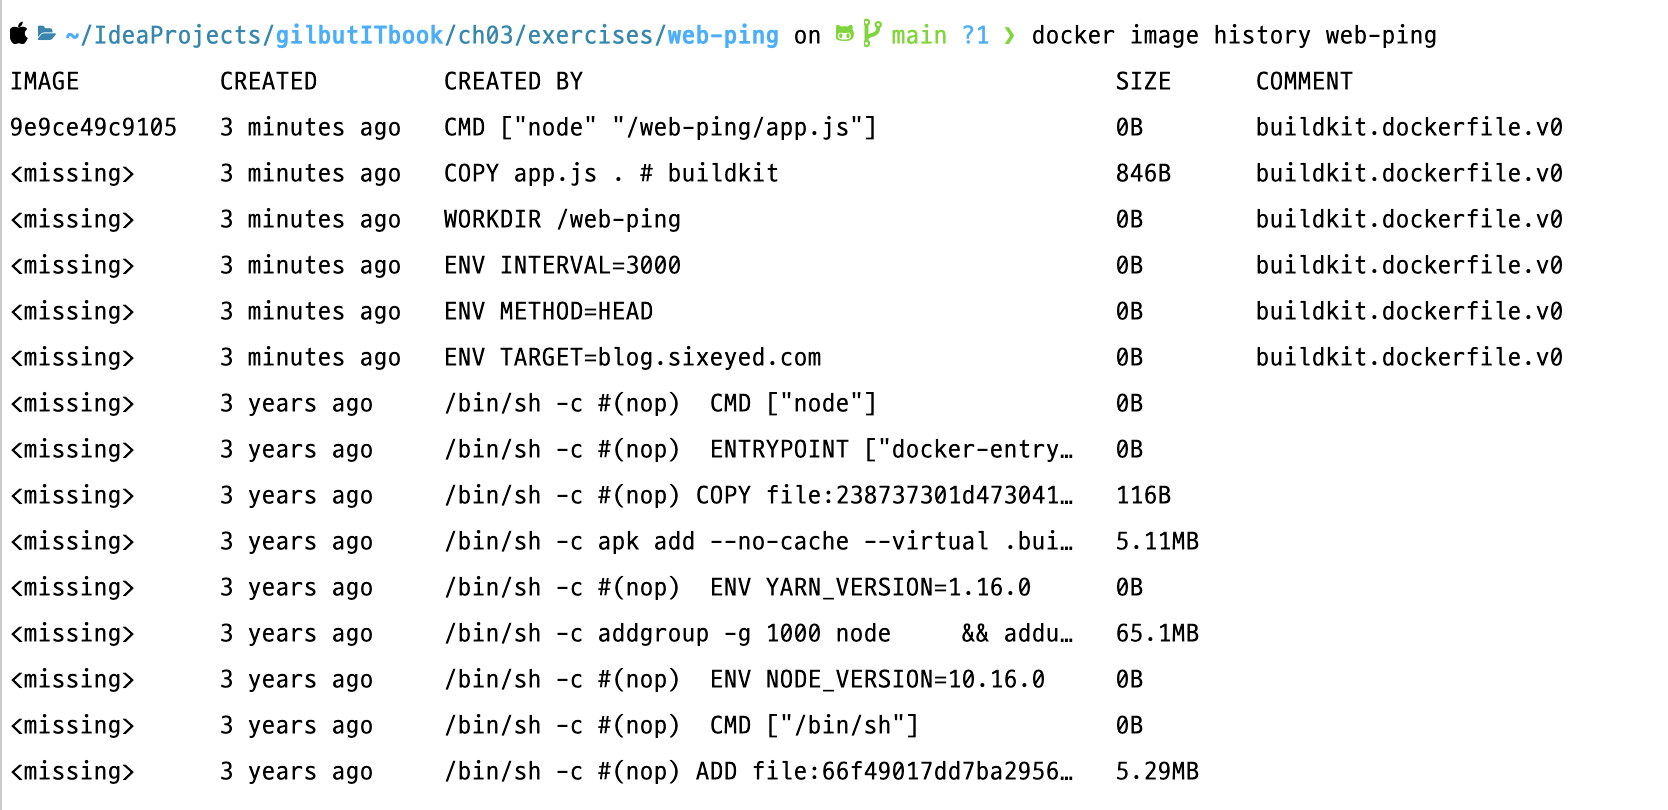 ~/IdeaProjects/gilbutITbook/ch03/exercises/web-ping on main ?1 ❯ docker image history web-ping
IMAGE CREATED CREATED BY SIZE COMMENT
9e9ce49c9105 3 minutes ago CMD ["node" "/web-ping/app.js"] 0B buildkit.dockerfile.v0
<missing> 3 minutes ago COPY app.js . # buildkit 846B buildkit.dockerfile.v0
<missing> 3 minutes ago WORKDIR /web-ping 0B buildkit.dockerfile.v0
<missing> 3 minutes ago ENV INTERVAL=3000 0B buildkit.dockerfile.v0
<missing> 3 minutes ago ENV METHOD=HEAD 0B buildkit.dockerfile.v0
<missing> 3 minutes ago ENV TARGET=blog.sixeyed.com 0B buildkit.dockerfile.v0
<missing> 3 years ago /bin/sh -c #(nop)  CMD ["node"] 0B
<missing> 3 years ago /bin/sh -c #(nop)  ENTRYPOINT ["docker-entry… 0B
<missing> 3 years ago /bin/sh -c #(nop) COPY file:238737301d473041… 116B
<missing> 3 years ago /bin/sh -c apk add --no-cache --virtual .bui… 5.11MB
<missing> 3 years ago /bin/sh -c #(nop)  ENV YARN_VERSION=1.16.0 0B
<missing> 3 years ago /bin/sh -c addgroup -g 1000 node     && addu… 65.1MB
<missing> 3 years ago /bin/sh -c #(nop)  ENV NODE_VERSION=10.16.0 0B
<missing> 3 years ago /bin/sh -c #(nop)  CMD ["/bin/sh"] 0B
<missing> 3 years ago /bin/sh -c #(nop) ADD file:66f49017dd7ba2956… 5.29MB